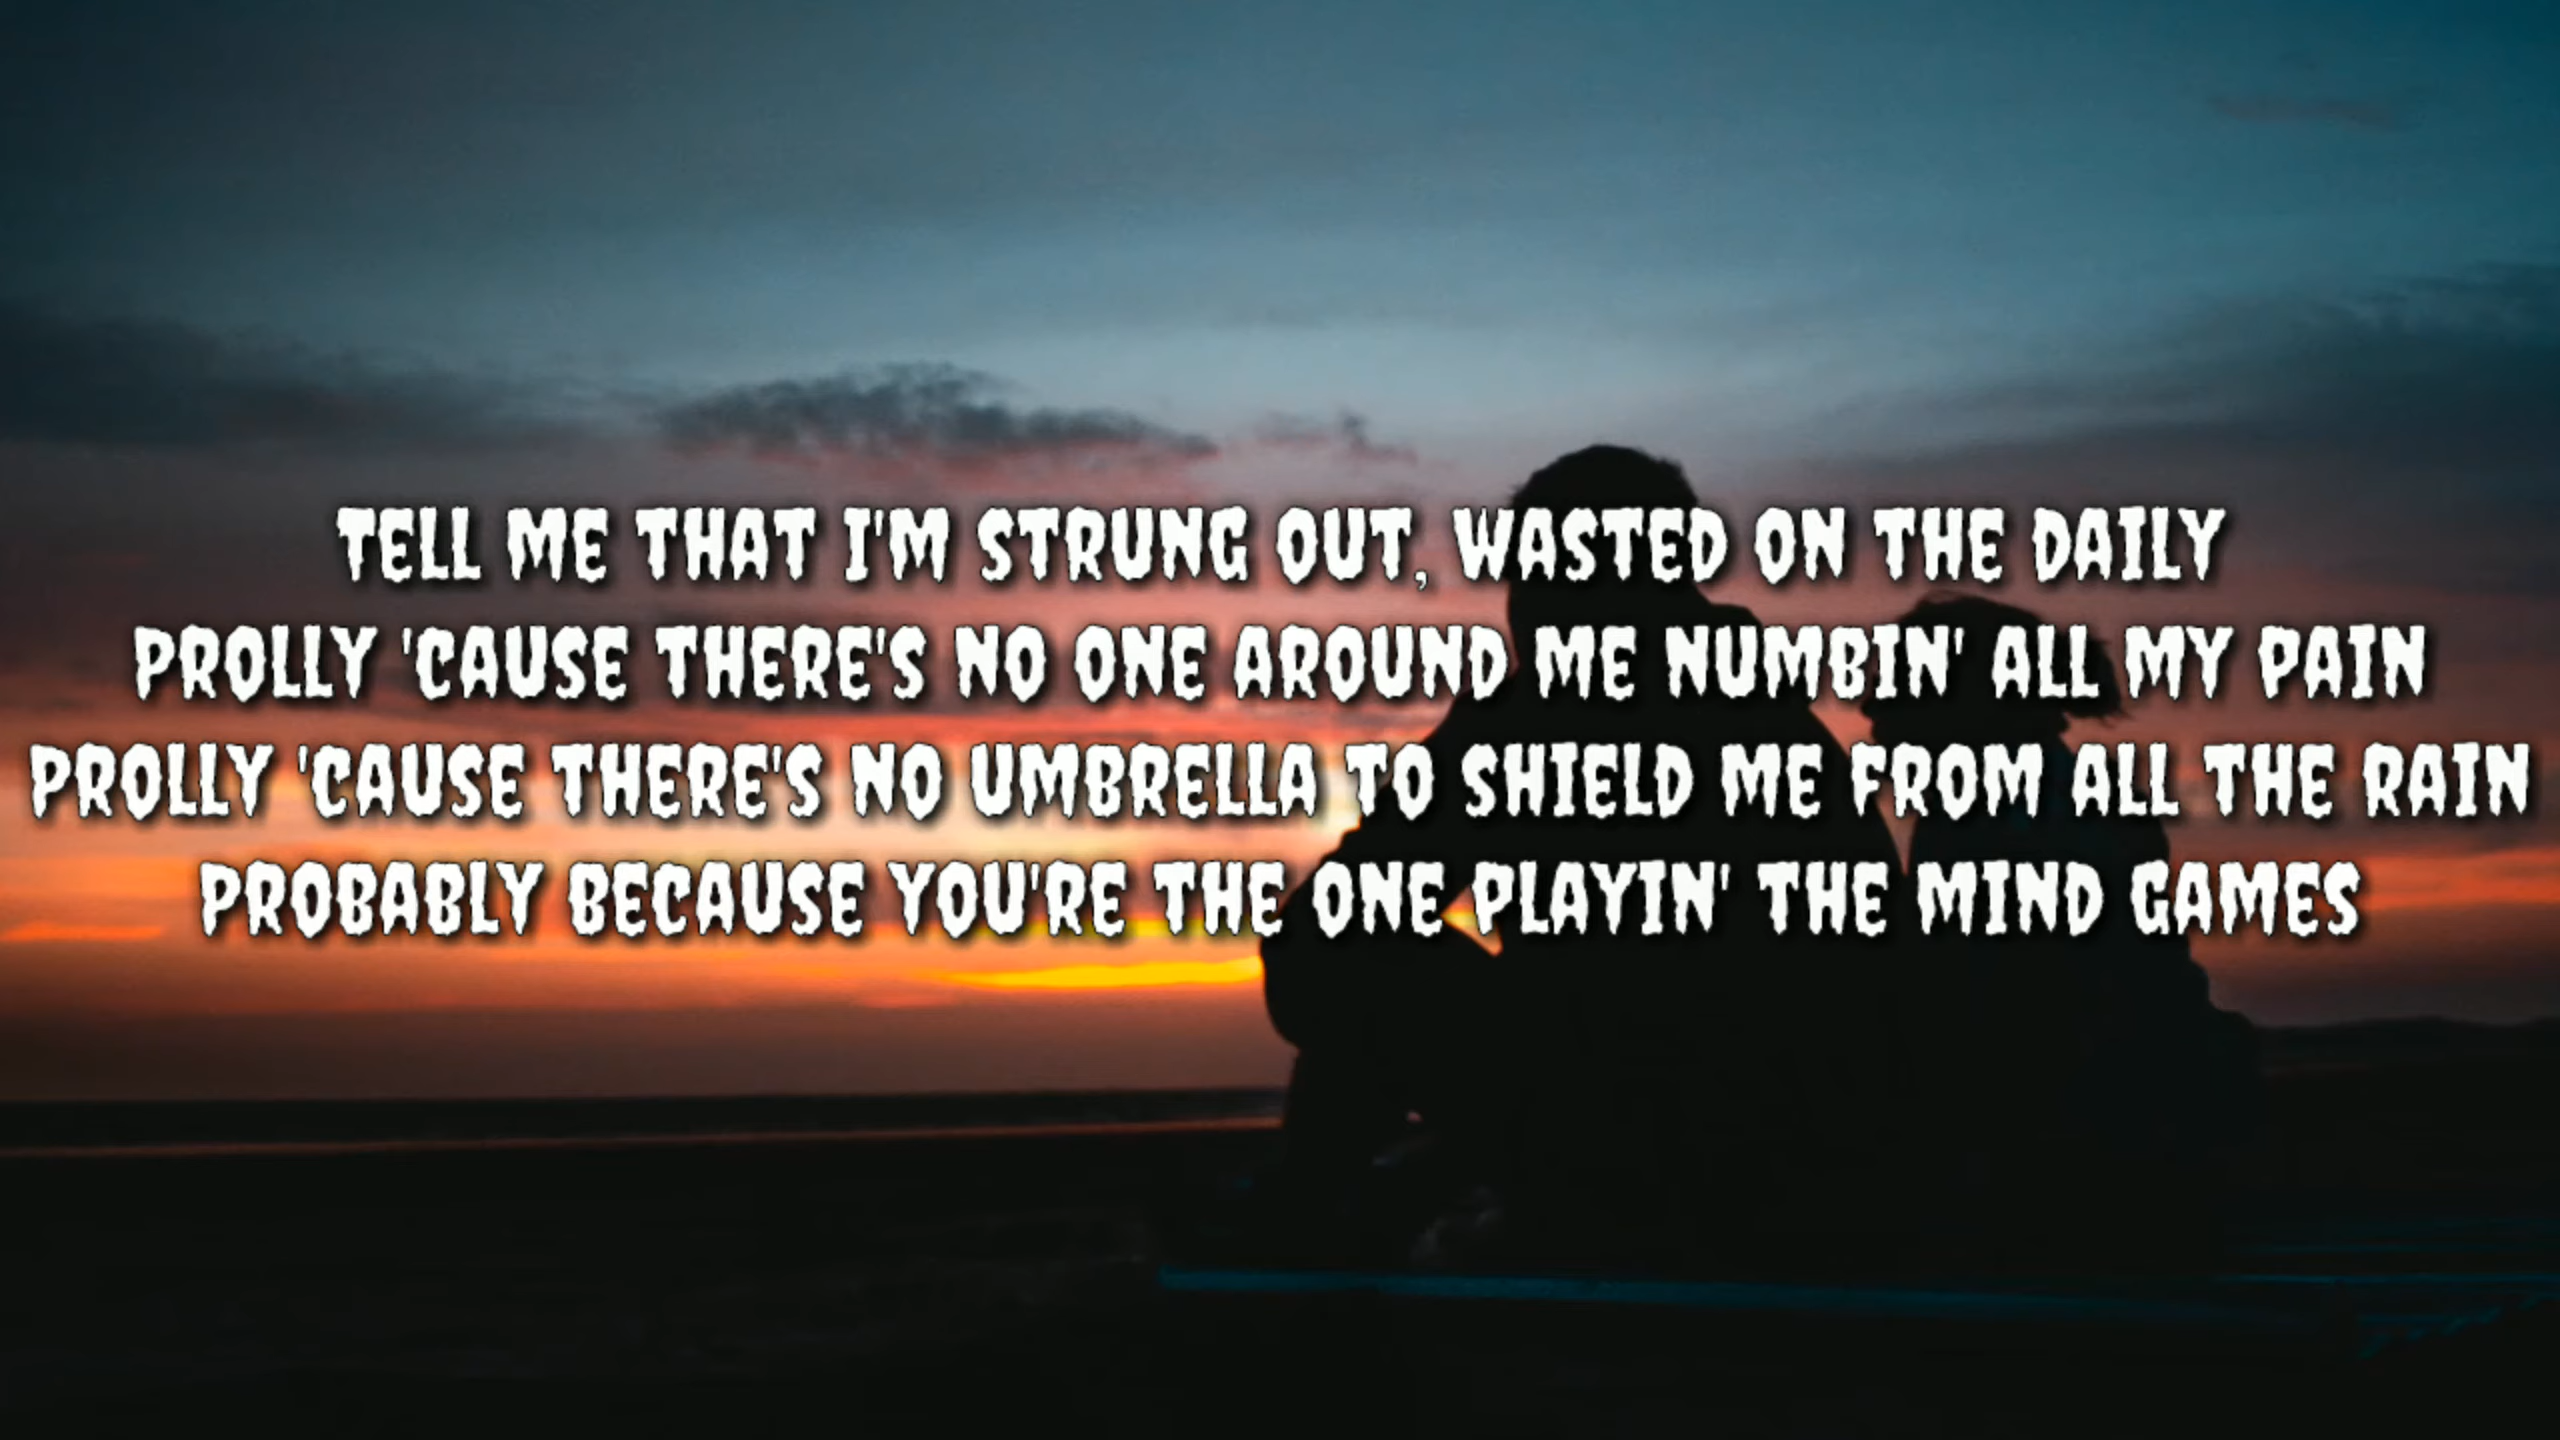 TELL ME THAT I'M STRUNG OUT, WASTED ON THE DAILY
PROLLY 'CAUSE THERE'S NO ONE AROUND ME NUMBIN' ALL MY PAIN
PROLLY 'CAUSE THERE'S NO UMBRELLA TO SHIELD ME FROM ALL THE RAIN
PROBABLY BECAUSE YOU'RE THE ONE PLAYIN' THE MIND GAMES